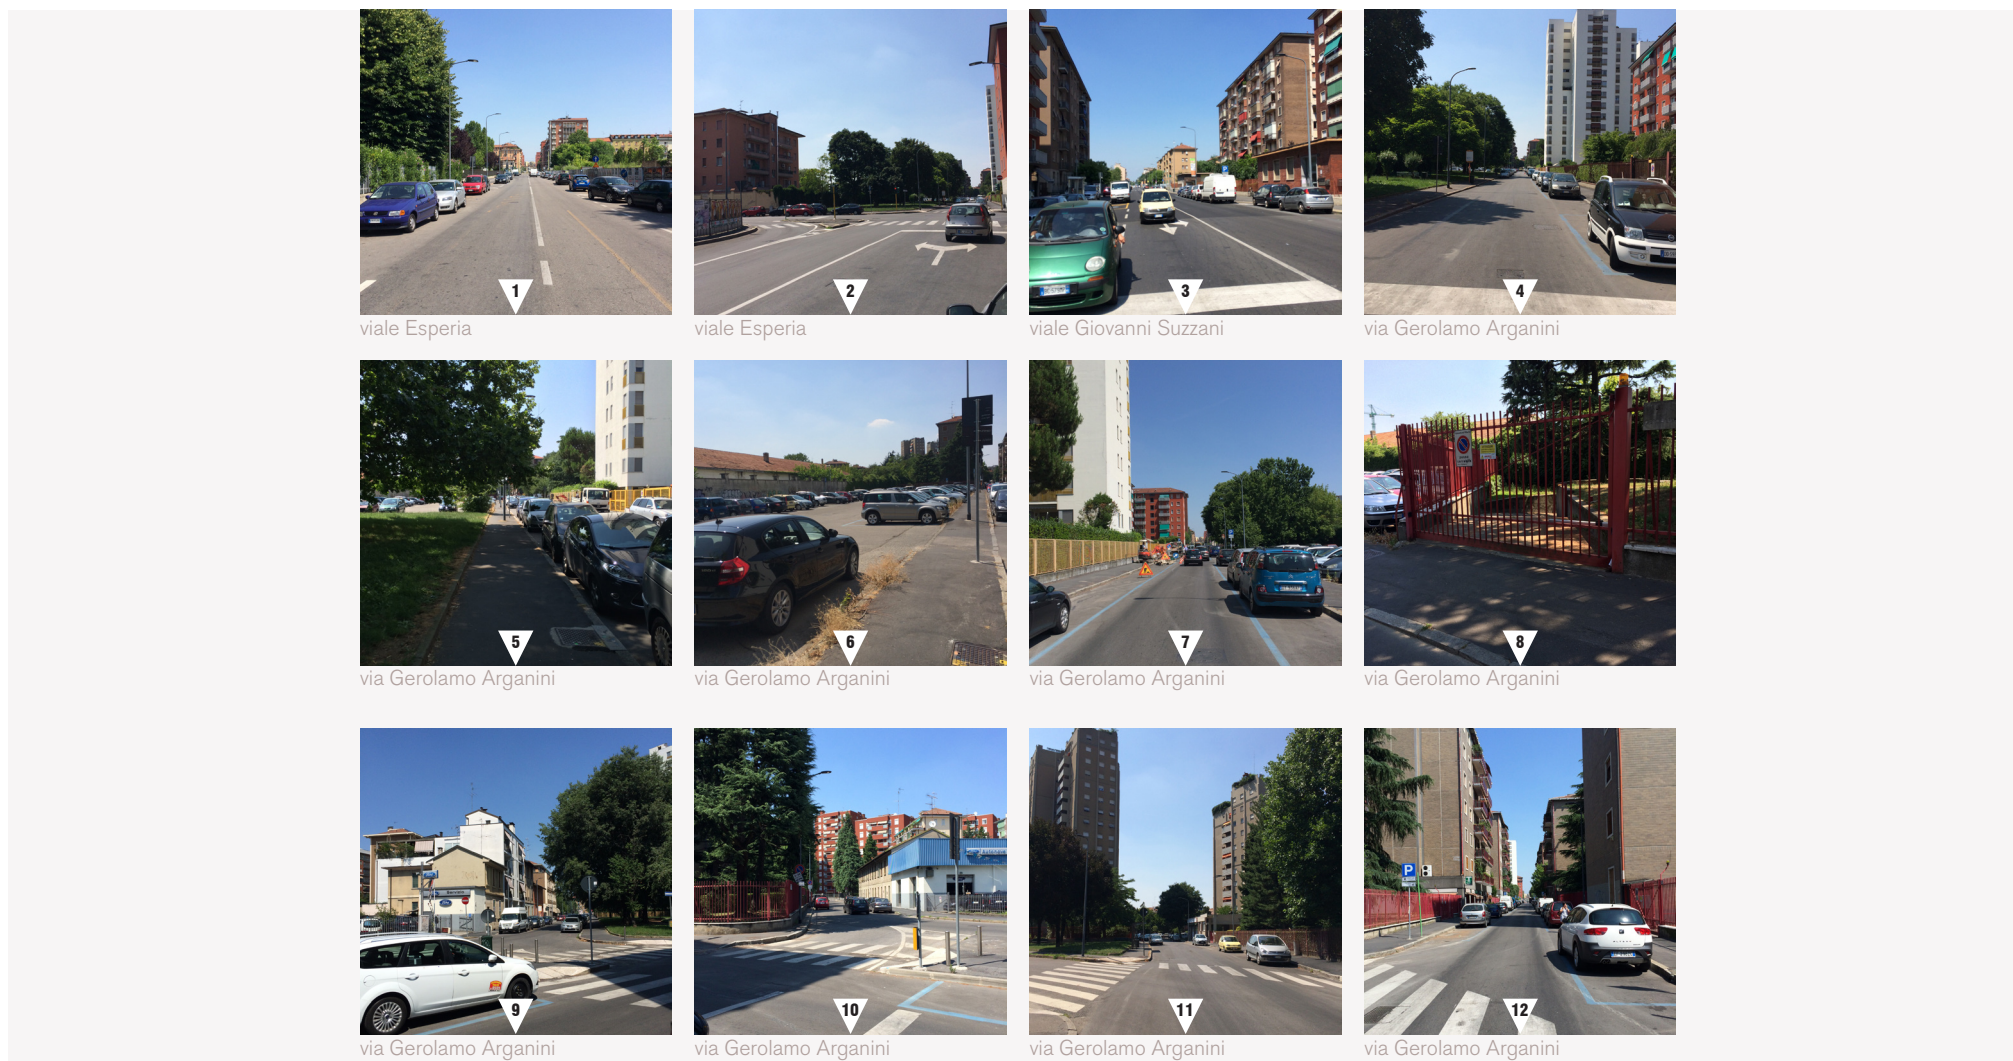 1
2
3
4
viale Esperia
viale Esperia
viale Giovanni Suzzani
via Gerolamo Arganini
5
6
7
8
via Gerolamo Arganini
via Gerolamo Arganini
via Gerolamo Arganini
via Gerolamo Arganini
P
9
10
11
12
via Gerolamo Arganini
via Gerolamo Arganini
via Gerolamo Arganini
via Gerolamo Arganini